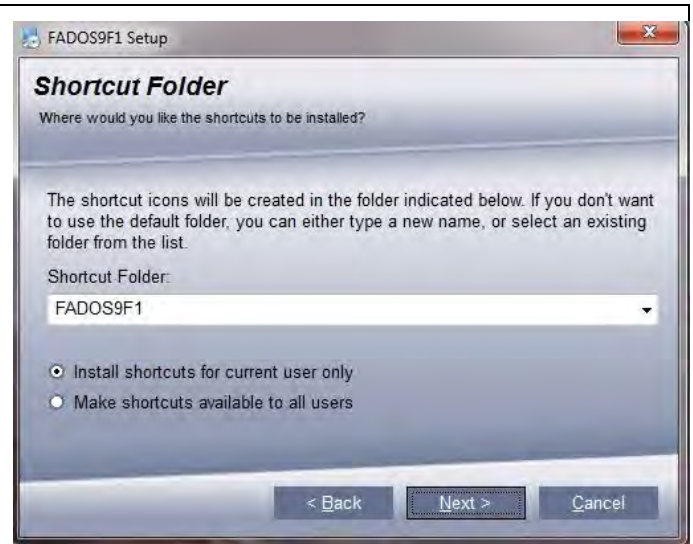 FADOS9F1 Setup
Shortcut Folder
Where would you like the shortcuts to be installed?
The shortcut icons will be created in the folder indicated below. If you don't want
to use the default folder, you can either type a new name, or select an existing
folder from the list.
Shortcut Folder:
FADOS9F1
Install shortcuts for current user only
Make shortcuts available to all users
< Back
Next >
Cancel